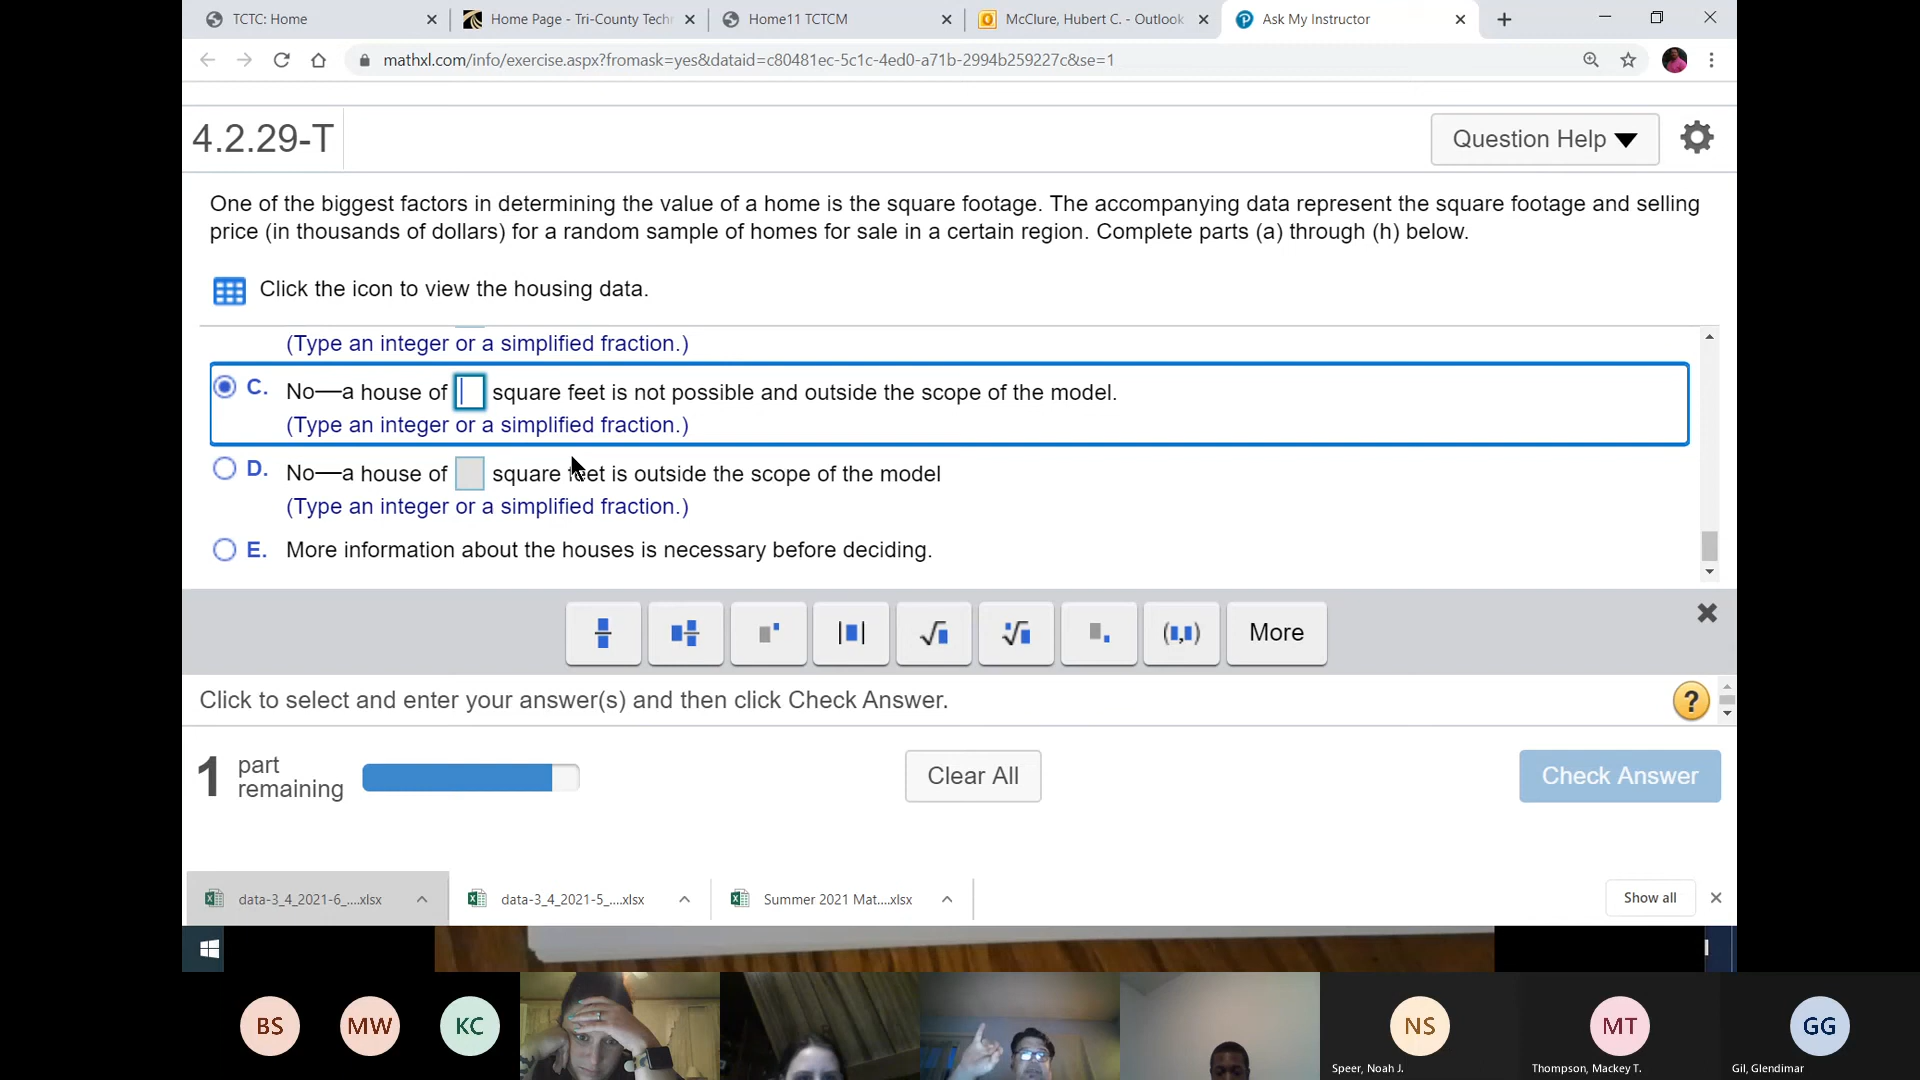 TCTC: Home
Home Page - Tri-County Techn
Home11 TCTCM
McClure, Hubert C. - Outlook
Ask My Instructor
mathxl.com/info/exercise.aspx?fromask=yes&dataid=c80481ec-5c1c-4ed0-a71b-2994b259227c&se=1
4.2.29-T
Question Help
One of the biggest factors in determining the value of a home is the square footage. The accompanying data represent the square footage and selling
price (in thousands of dollars) for a random sample of homes for sale in a certain region. Complete parts (a) through (h) below.
Click the icon to view the housing data.
(Type an integer or a simplified fraction.)
C. No—a house of square feet is not possible and outside the scope of the model.
(Type an integer or a simplified fraction.)
D. No—a house of square feet is outside the scope of the model
(Type an integer or a simplified fraction.)
E. More information about the houses is necessary before deciding.
More
Click to select and enter your answer(s) and then click Check Answer.
?
1 part
remaining
Clear All
Check Answer
data-3_4_2021-6_....xlsx
data-3_4_2021-5_....xlsx
Summer 2021 Mat....xlsx
Show all
BS
MW
KC
NS
MT
GG
Speer, Noah J.
Thompson, Mackey T.
Gil, Glendimar